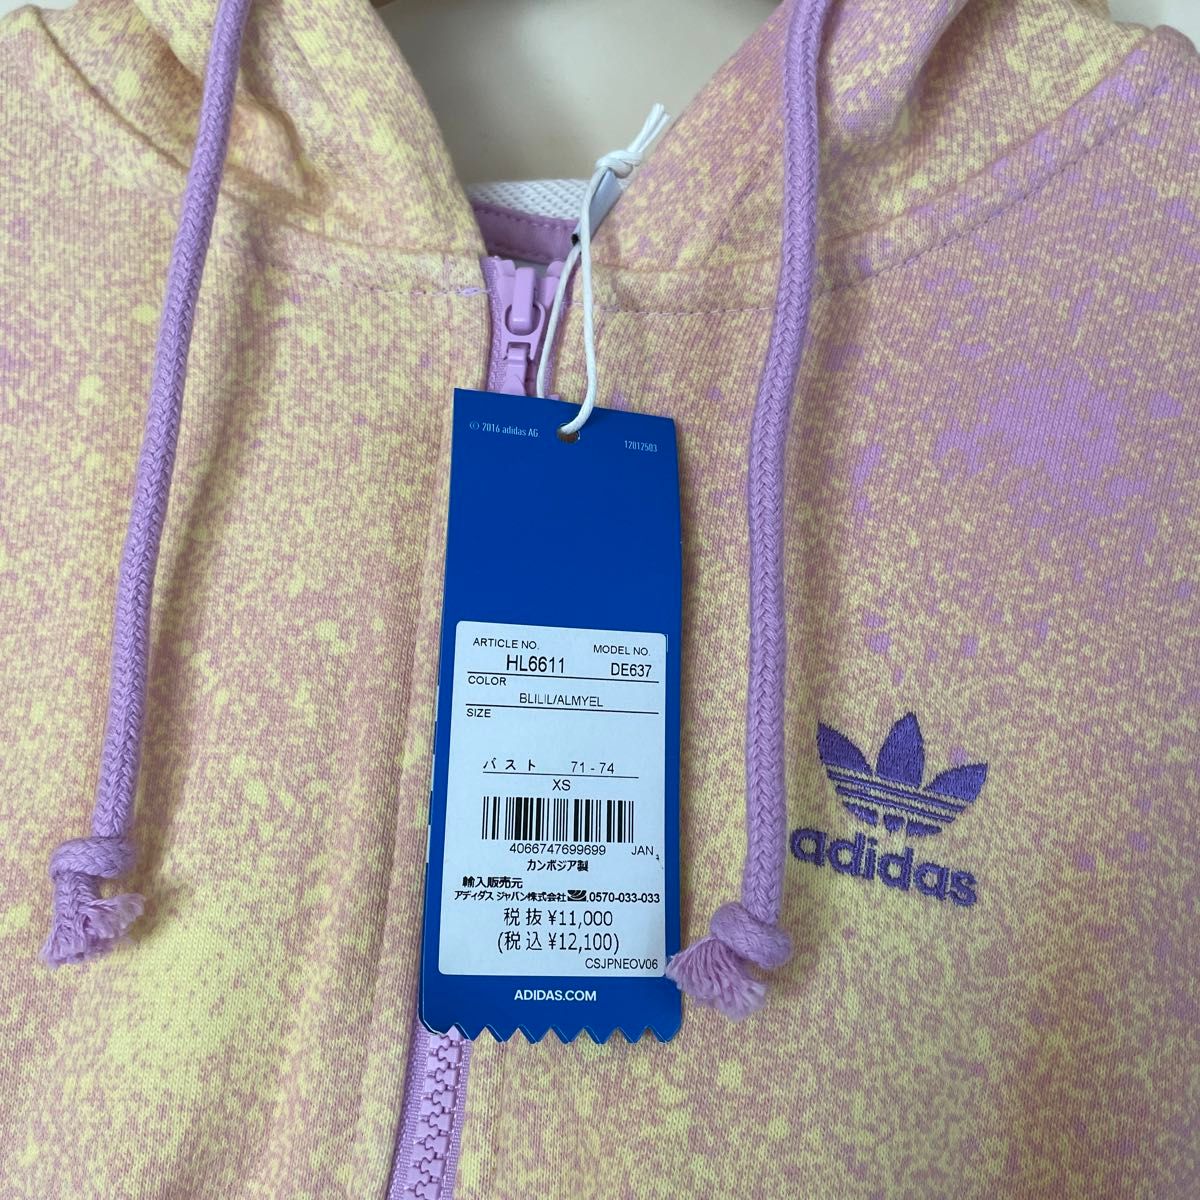 © 2016 adidas AG
12012503
ARTICLE NO. MODEL NO.
HL6611 DE637
COLOR
BLILIL/ALMYEL
SIZE
バスト 71-74
XS
4066747699699 JAN
カンボジア製
輸入販売元
アディダス ジャパン株式会社 0570-033-033
税抜¥11,000
(税込¥12,100)
CSJPNEOV06
ADIDAS.COM
adidas